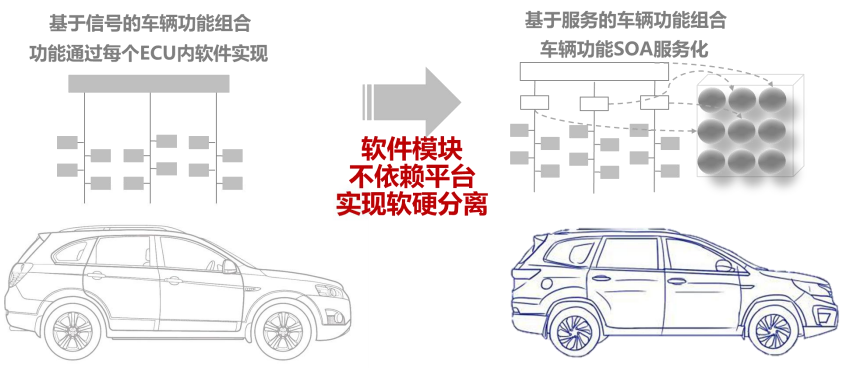 基于信号的车辆功能组合
功能通过每个ECU内软件实现
基于服务的车辆功能组合
车辆功能SOA服务化
软件模块
不依赖平台
实现软硬分离